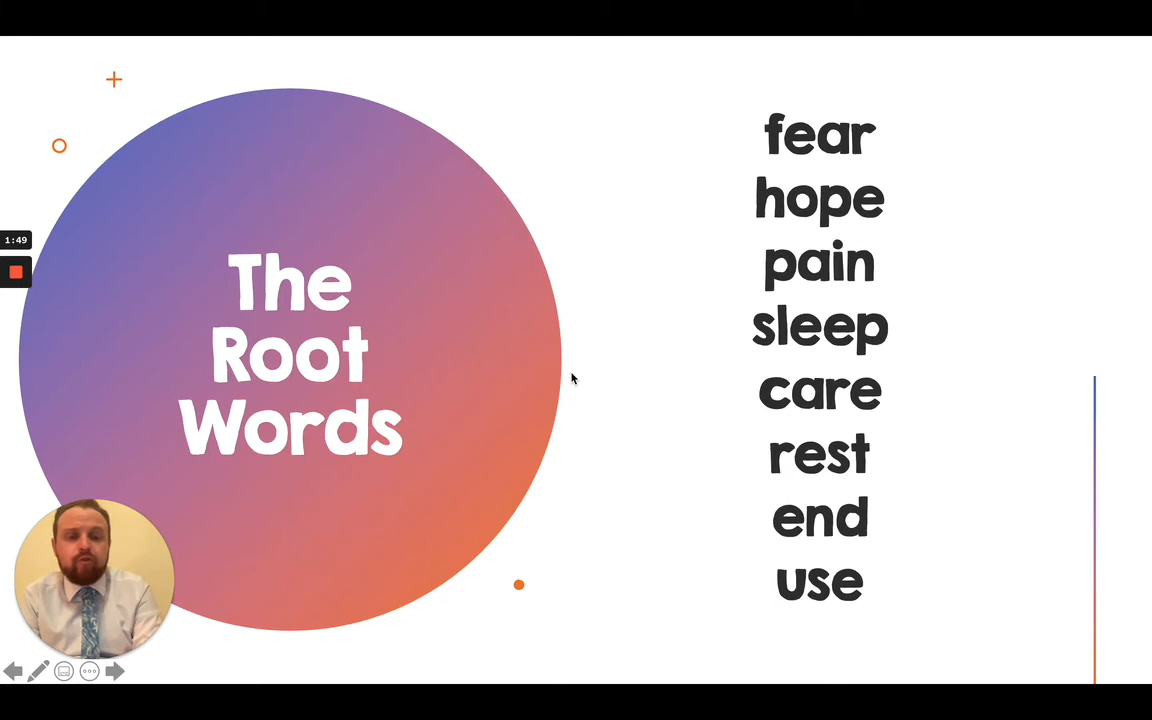 1:49
The
Root
Words
fear
hope
pain
sleep
care
rest
end
use